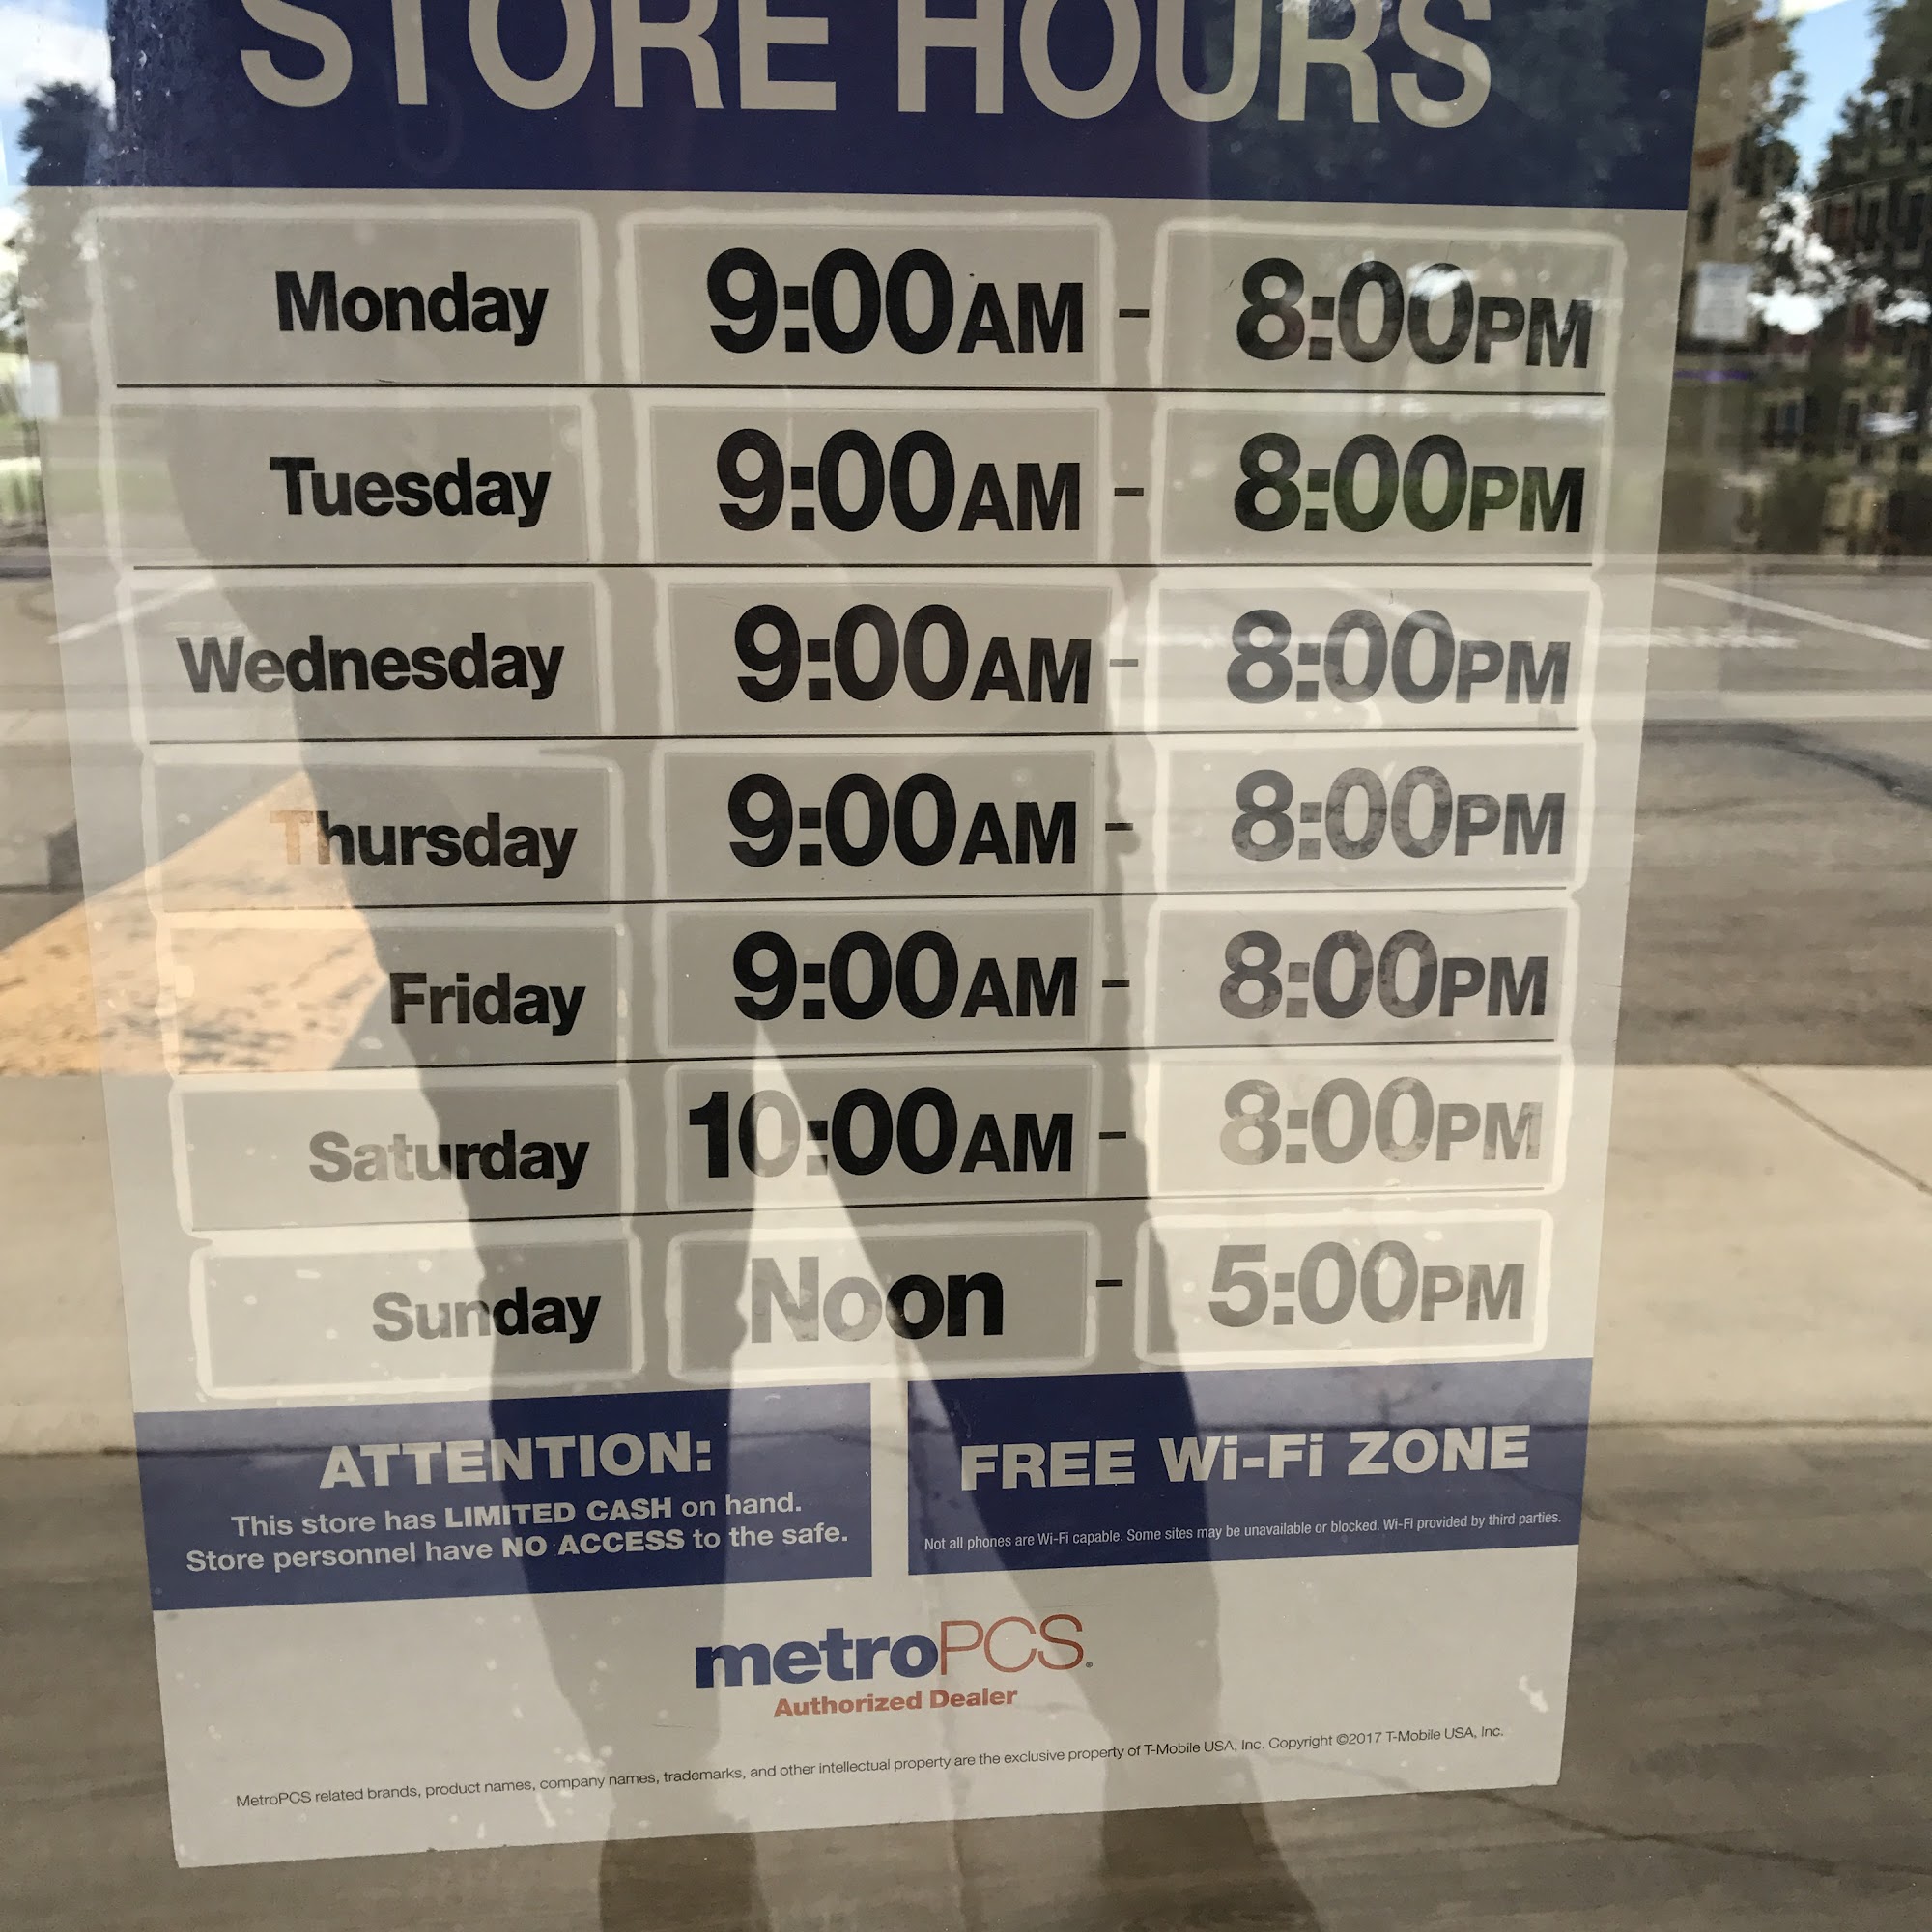 STORE HOURS
Monday 9:00AM - 8:00PM
Tuesday 9:00AM - 8:00PM
Wednesday 9:00AM - 8:00PM
Thursday 9:00AM - 8:00PM
Friday 9:00AM - 8:00PM
Saturday 10:00AM - 8:00PM
Sunday Noon - 5:00PM
ATTENTION:
This store has LIMITED CASH on hand.
Store personnel have NO ACCESS to the safe.
FREE Wi-Fi ZONE
Not all phones are Wi-Fi capable. Some sites may be unavailable or blocked. Wi-Fi provided by third parties.
metroPCS.
Authorized Dealer
MetroPCS related brands, product names, company names, trademarks, and other intellectual property are the exclusive property of T-Mobile USA, Inc. Copyright ©2017 T-Mobile USA, Inc.